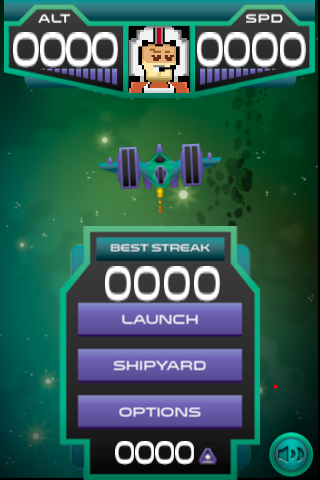 ALT
SPD
0000
0000
BEST STREAK
0000
LAUNCH
SHIPYARD
OPTIONS
0000